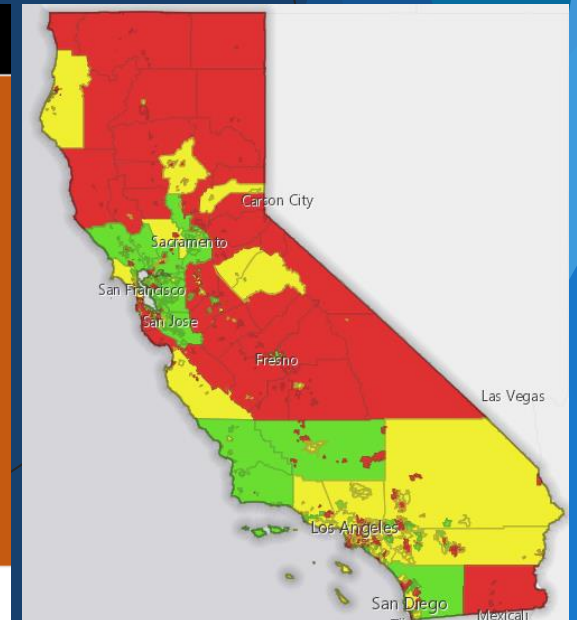 Carson City
Sacramento
San Francisco
San Jose
Fresno
Las Vegas
Los Angeles
San Diego
Mexicali